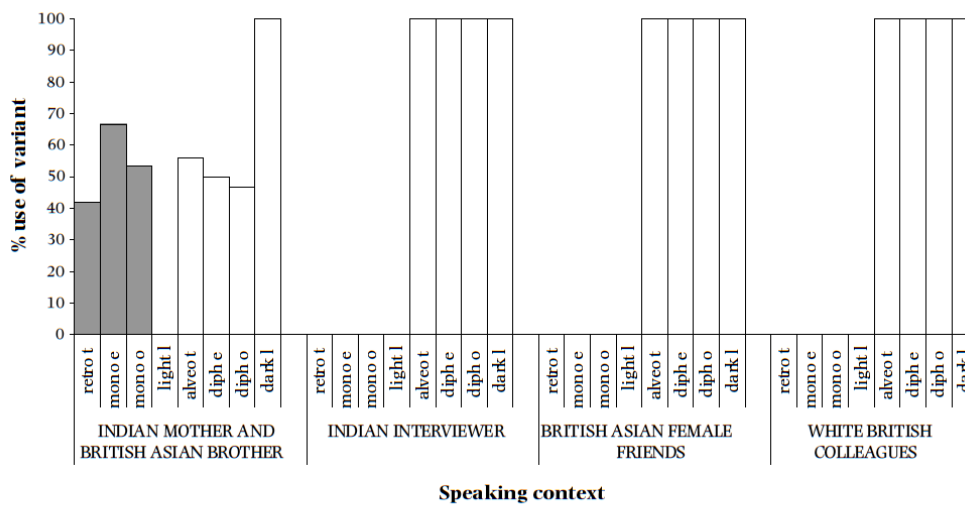 % use of variant
100
90
80
70
60
50
40
30
20
10
0
retro t
mono e
mono o
light l
alveo t
diph e
diph o
dark l
retro t
mono e
mono o
light l
alveo t
diph e
diph o
dark l
retro t
mono e
mono o
light l
alveo t
diph e
diph o
dark l
retro t
mono e
mono o
light l
alveo t
diph e
diph o
dark l
INDIAN MOTHER AND
BRITISH ASIAN BROTHER
INDIAN INTERVIEWER
BRITISH ASIAN FEMALE
FRIENDS
WHITE BRITISH
COLLEAGUES
Speaking context